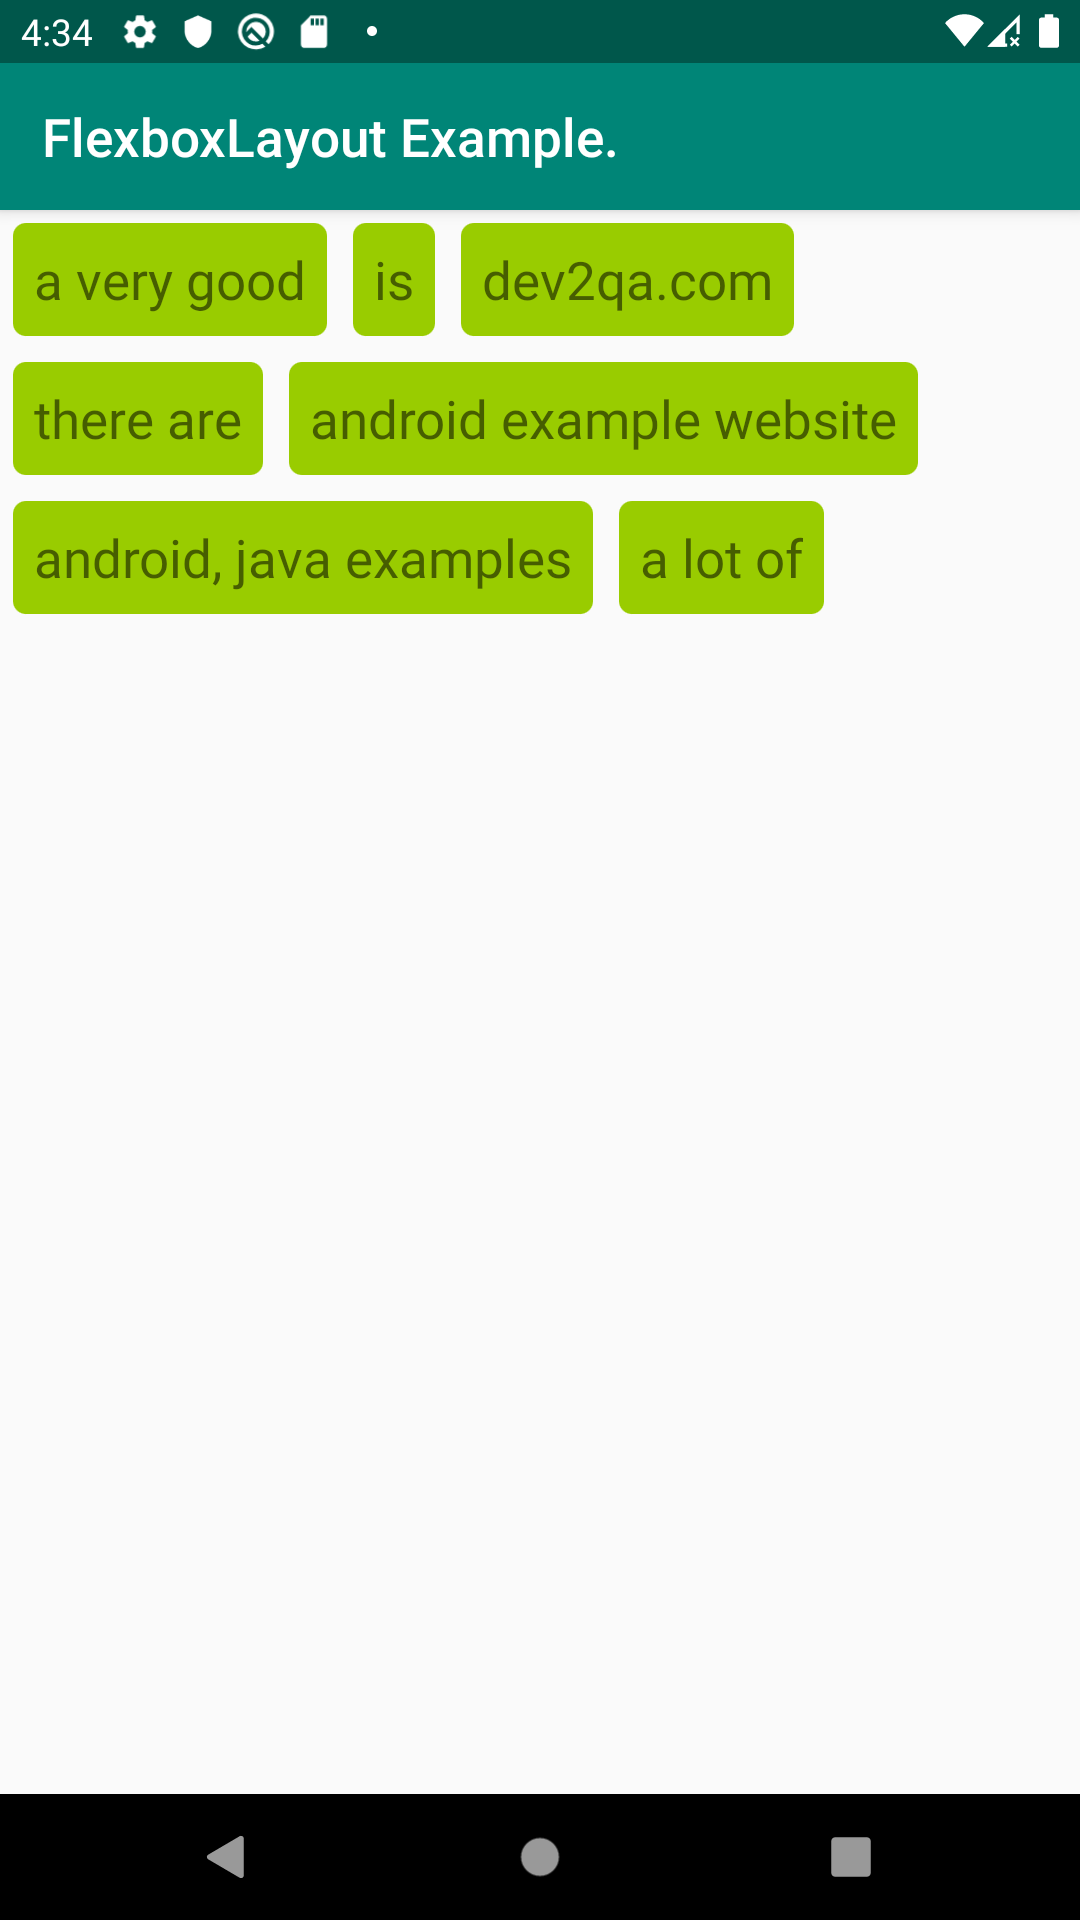 4:34
FlexboxLayout Example.
a very good is dev2qa.com
there are android example website
android, java examples a lot of